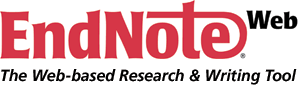 EndNote® Web
The Web-based Research & Writing Tool